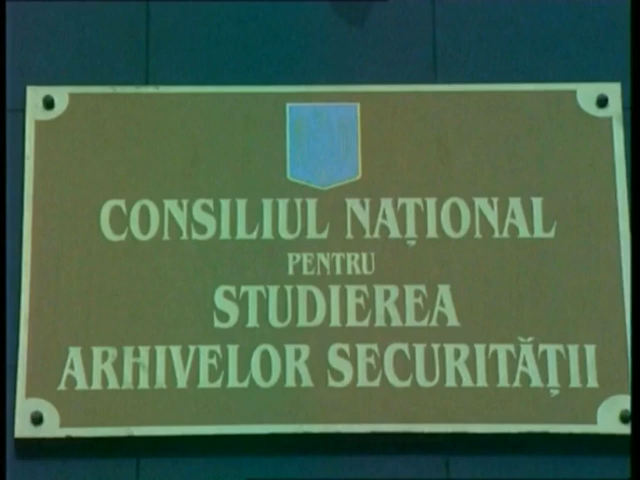 CONSILIUL NAȚIONAL
PENTRU
STUDIEREA
ARHIVELOR SECURITĂȚII